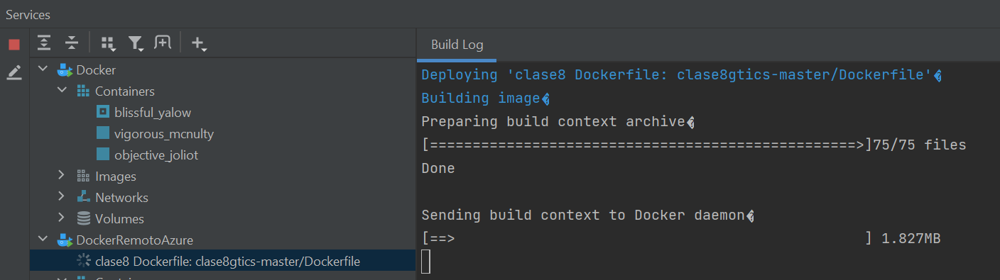 Services
Build Log
Docker
Containers
blissful_yalow
vigorous_mcnulty
objective_joliot
Images
Networks
Volumes
DockerRemotoAzure
clase8 Dockerfile: clase8gtics-master/Dockerfile
Deploying 'clase8 Dockerfile: clase8gtics-master/Dockerfile'�
Building image�
Preparing build context archive�
[==================================================>]75/75 files
Done
Sending build context to Docker daemon�
[==>                                                ] 1.827MB